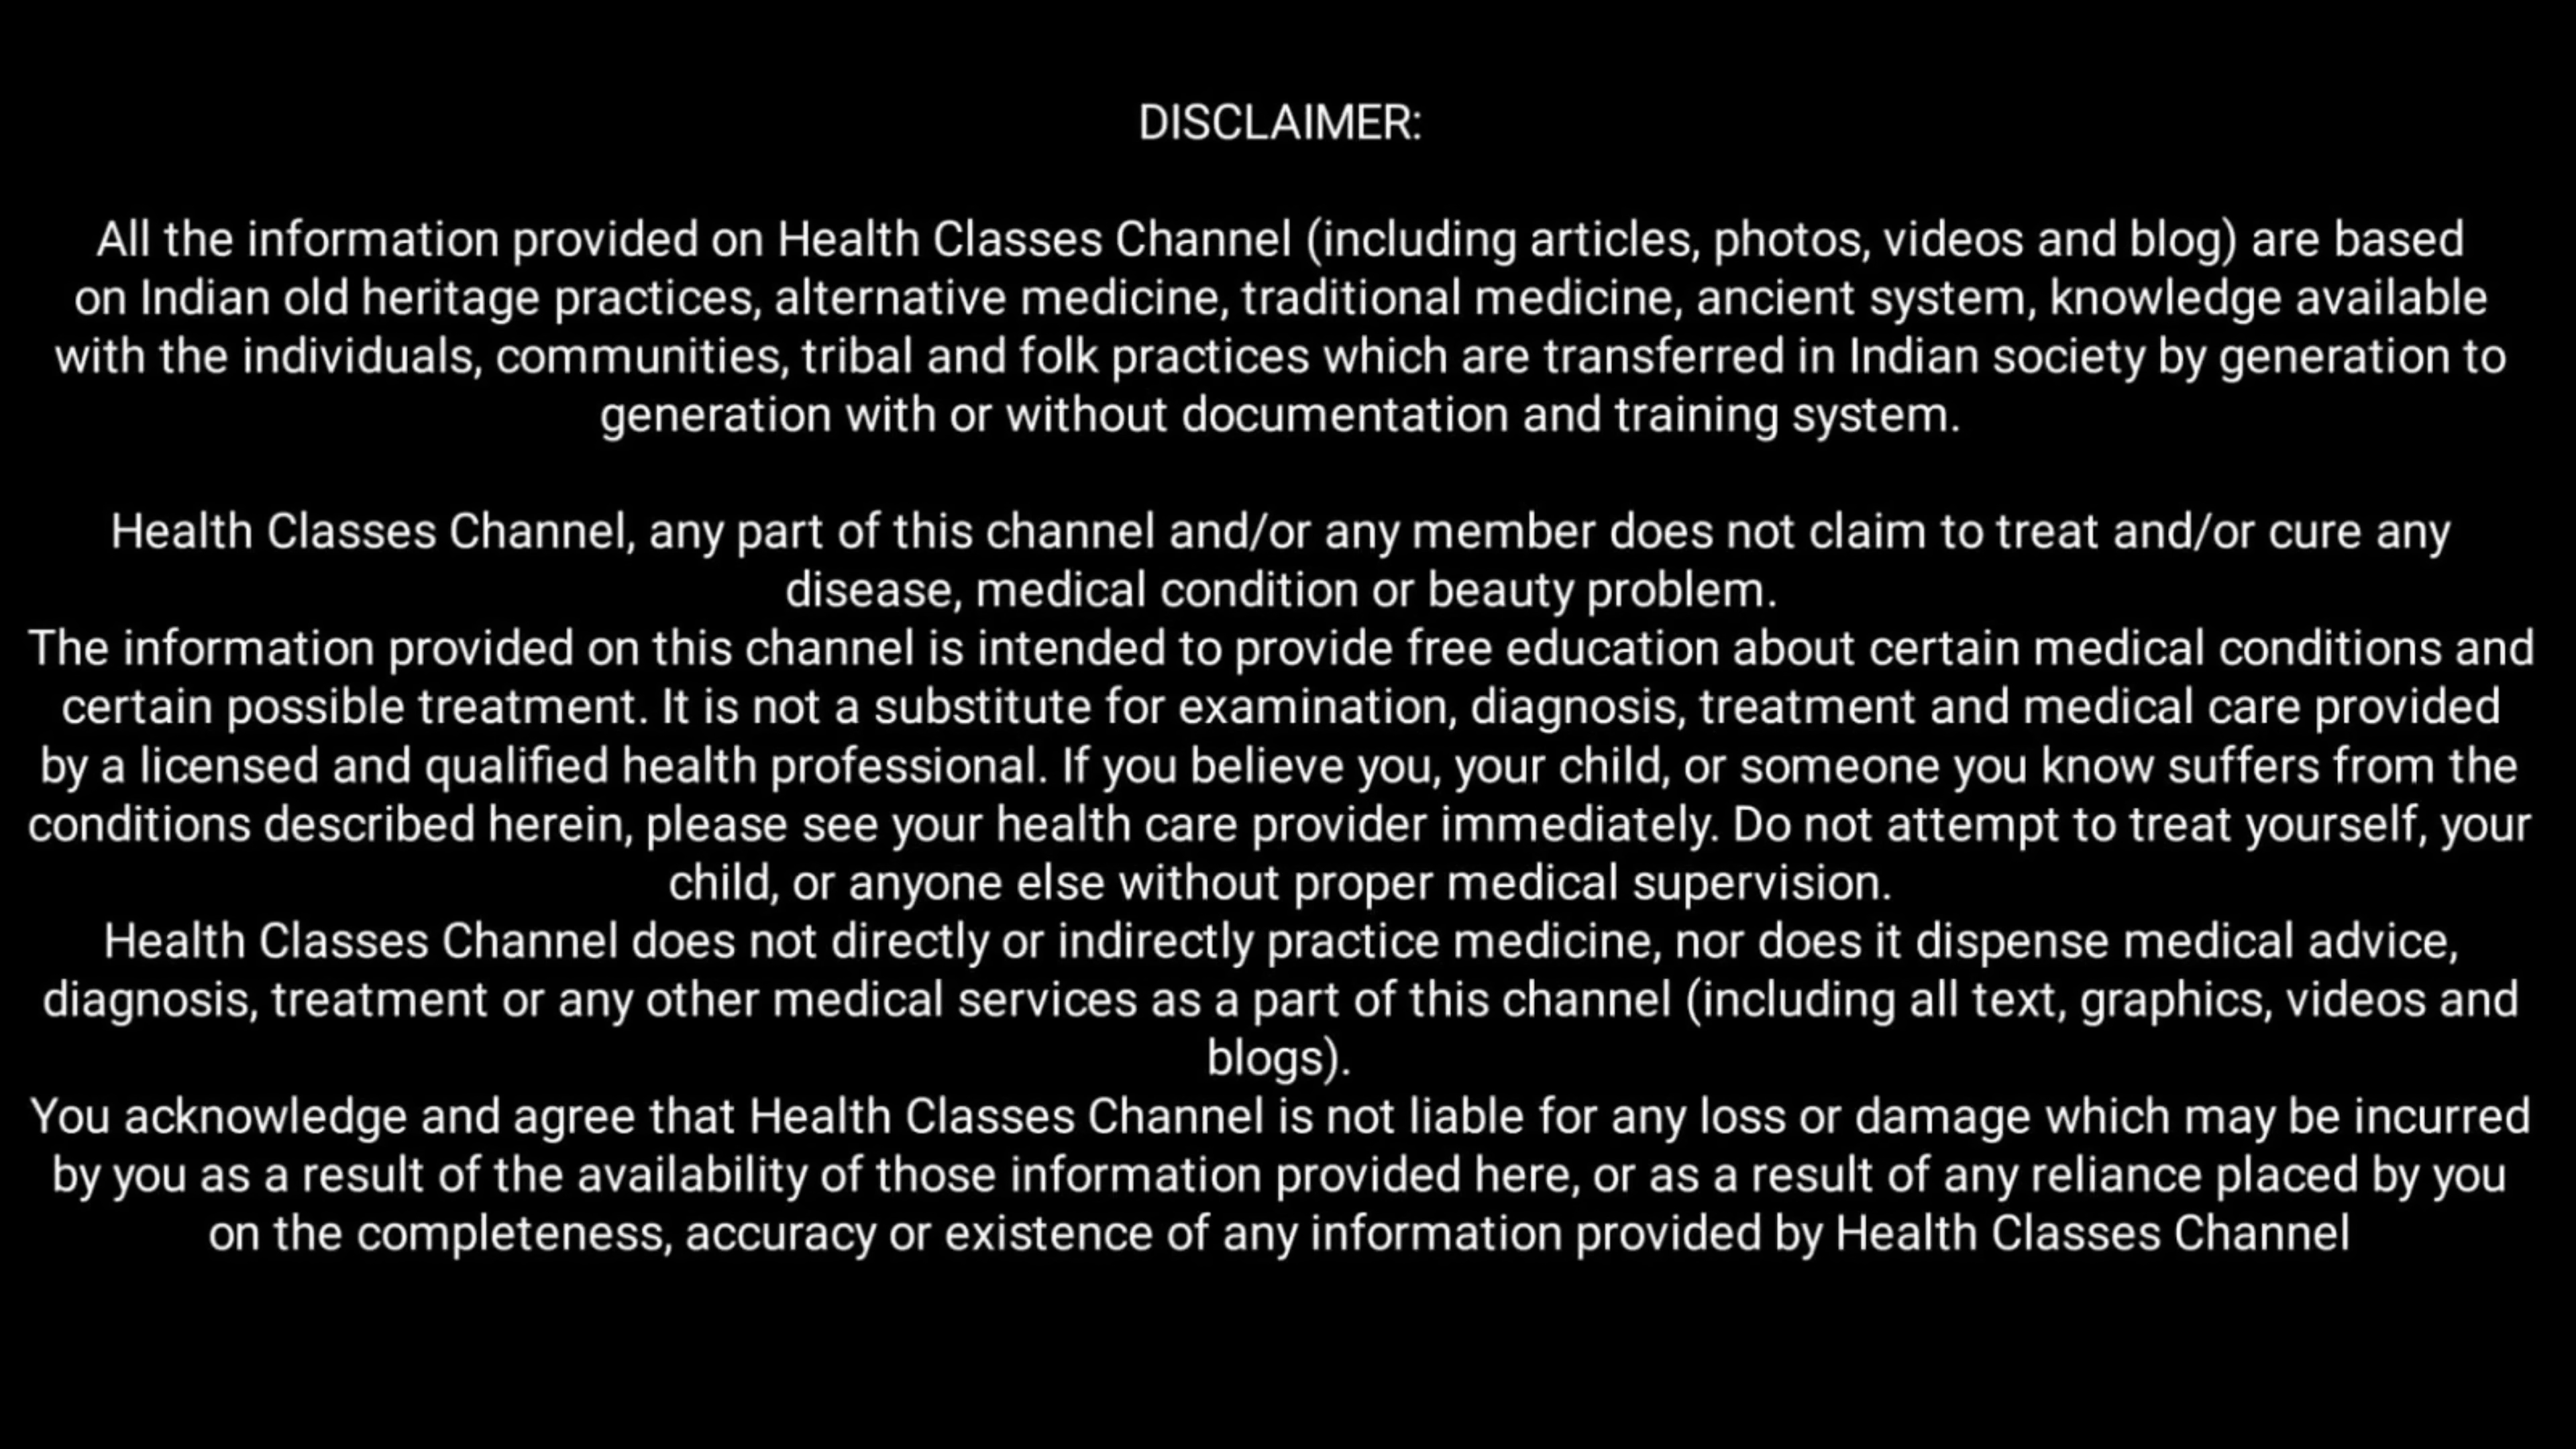 DISCLAIMER:
All the information provided on Health Classes Channel (including articles, photos, videos and blog) are based
on Indian old heritage practices, alternative medicine, traditional medicine, ancient system, knowledge available
with the individuals, communities, tribal and folk practices which are transferred in Indian society by generation to
generation with or without documentation and training system.
Health Classes Channel, any part of this channel and/or any member does not claim to treat and/or cure any
disease, medical condition or beauty problem.
The information provided on this channel is intended to provide free education about certain medical conditions and
certain possible treatment. It is not a substitute for examination, diagnosis, treatment and medical care provided
by a licensed and qualified health professional. If you believe you, your child, or someone you know suffers from the
conditions described herein, please see your health care provider immediately. Do not attempt to treat yourself, your
child, or anyone else without proper medical supervision.
Health Classes Channel does not directly or indirectly practice medicine, nor does it dispense medical advice,
diagnosis, treatment or any other medical services as a part of this channel (including all text, graphics, videos and
blogs).
You acknowledge and agree that Health Classes Channel is not liable for any loss or damage which may be incurred
by you as a result of the availability of those information provided here, or as a result of any reliance placed by you
on the completeness, accuracy or existence of any information provided by Health Classes Channel